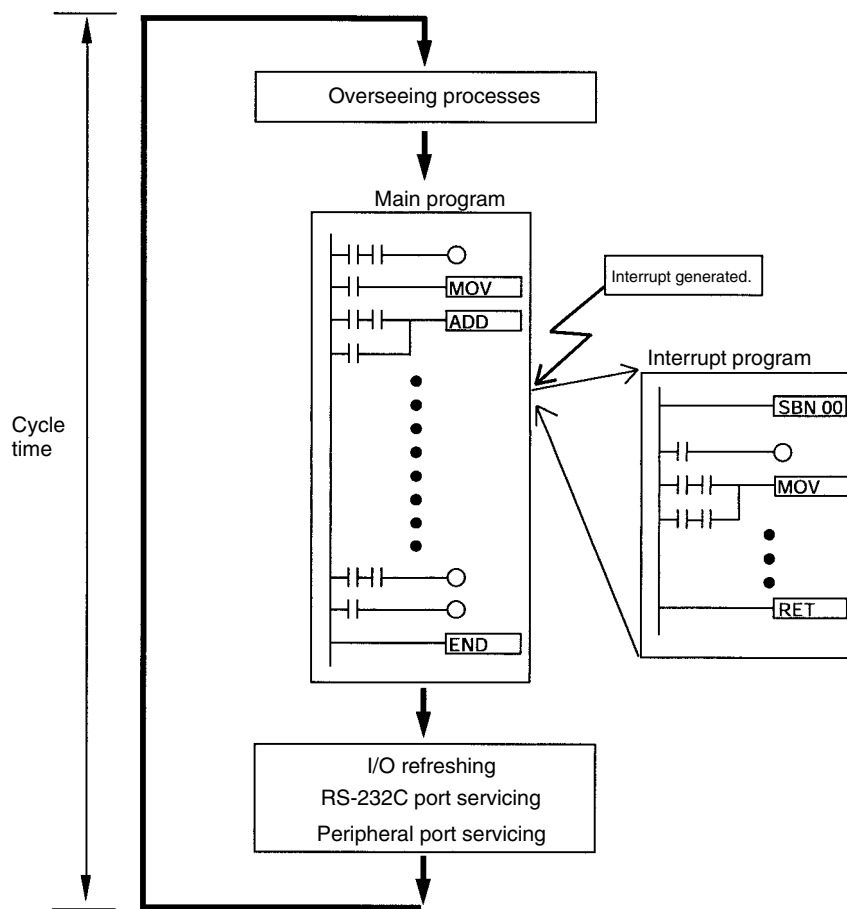 Overseeing processes
Main program
MOV
ADD
END
Interrupt generated.
Interrupt program
SBN 00
MOV
RET
Cycle
time
I/O refreshing
RS-232C port servicing
Peripheral port servicing